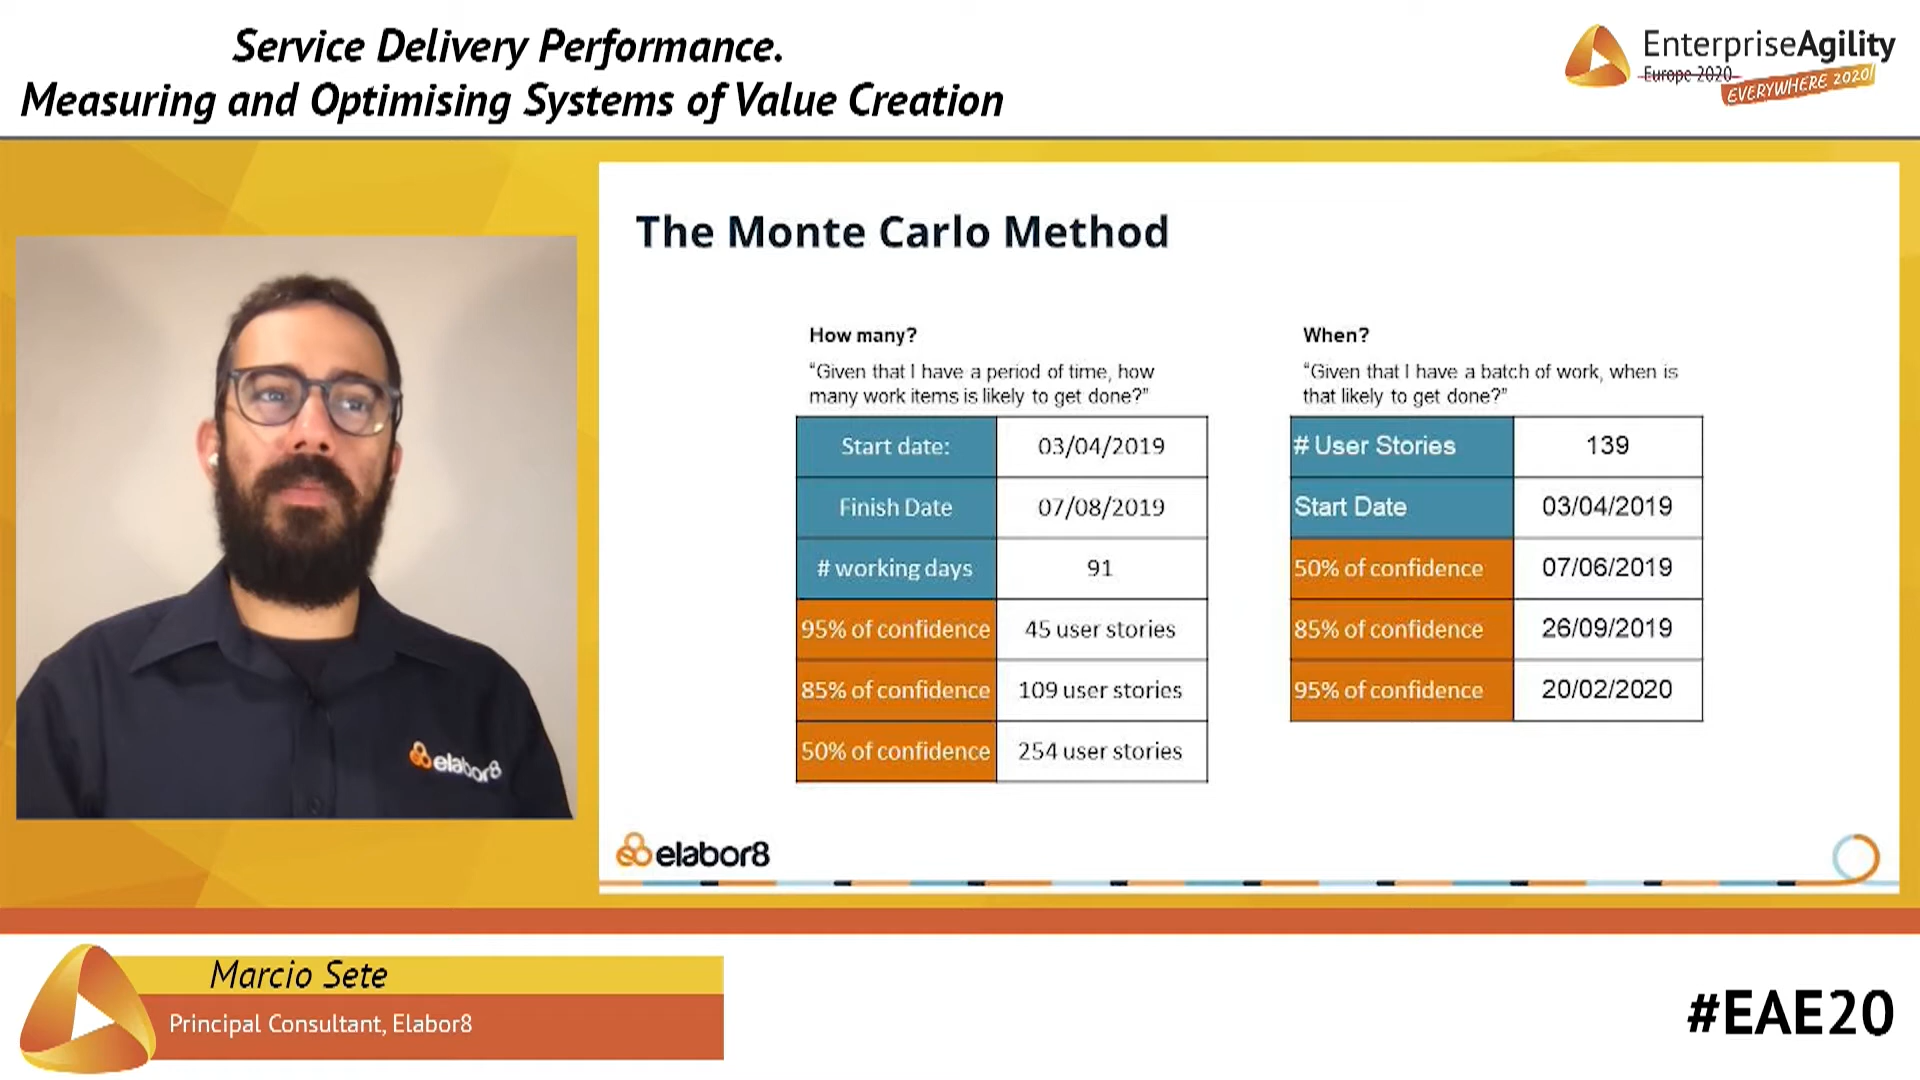 Service Delivery Performance.
Measuring and Optimising Systems of Value Creation
EnterpriseAgility
Europe 2020
EVERYWHERE 2020!
The Monte Carlo Method
How many?
"Given that I have a period of time, how
many work items is likely to get done?"
Start date: 03/04/2019
Finish Date 07/08/2019
# working days 91
95% of confidence 45 user stories
85% of confidence 109 user stories
50% of confidence 254 user stories
When?
"Given that I have a batch of work, when is
that likely to get done?"
# User Stories 139
Start Date 03/04/2019
50% of confidence 07/06/2019
85% of confidence 26/09/2019
95% of confidence 20/02/2020
elabor8
elabor8
Marcio Sete
Principal Consultant, Elabor8
#EAE20